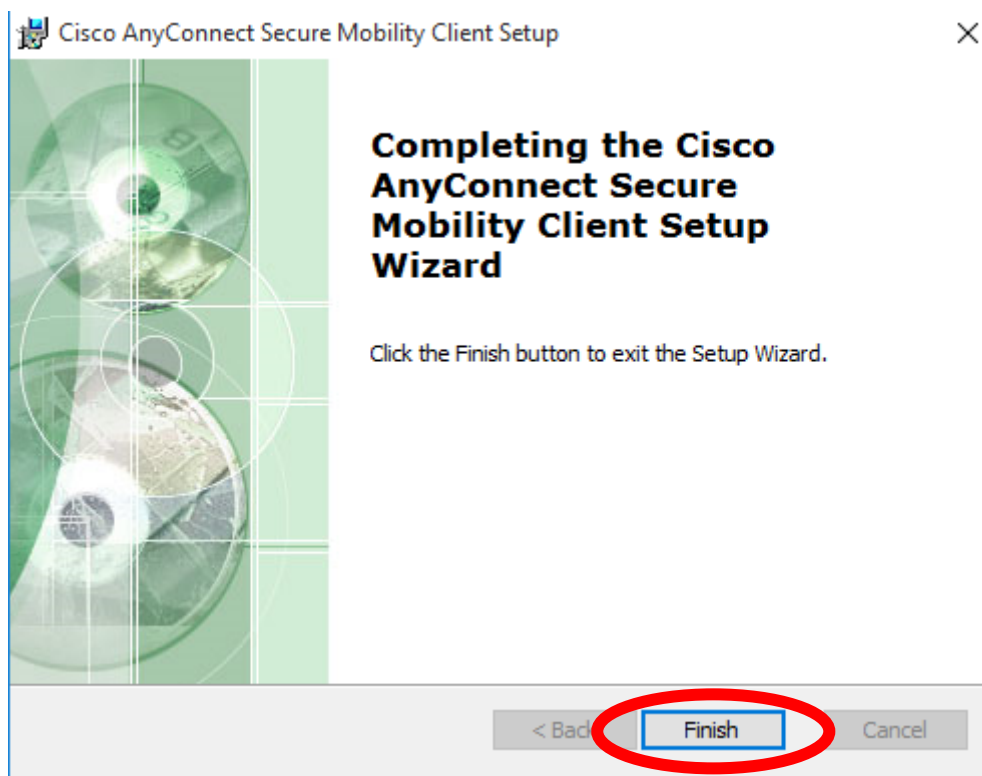 Cisco AnyConnect Secure Mobility Client Setup
Completing the Cisco
AnyConnect Secure
Mobility Client Setup
Wizard
Click the Finish button to exit the Setup Wizard.
< Back Finish Cancel